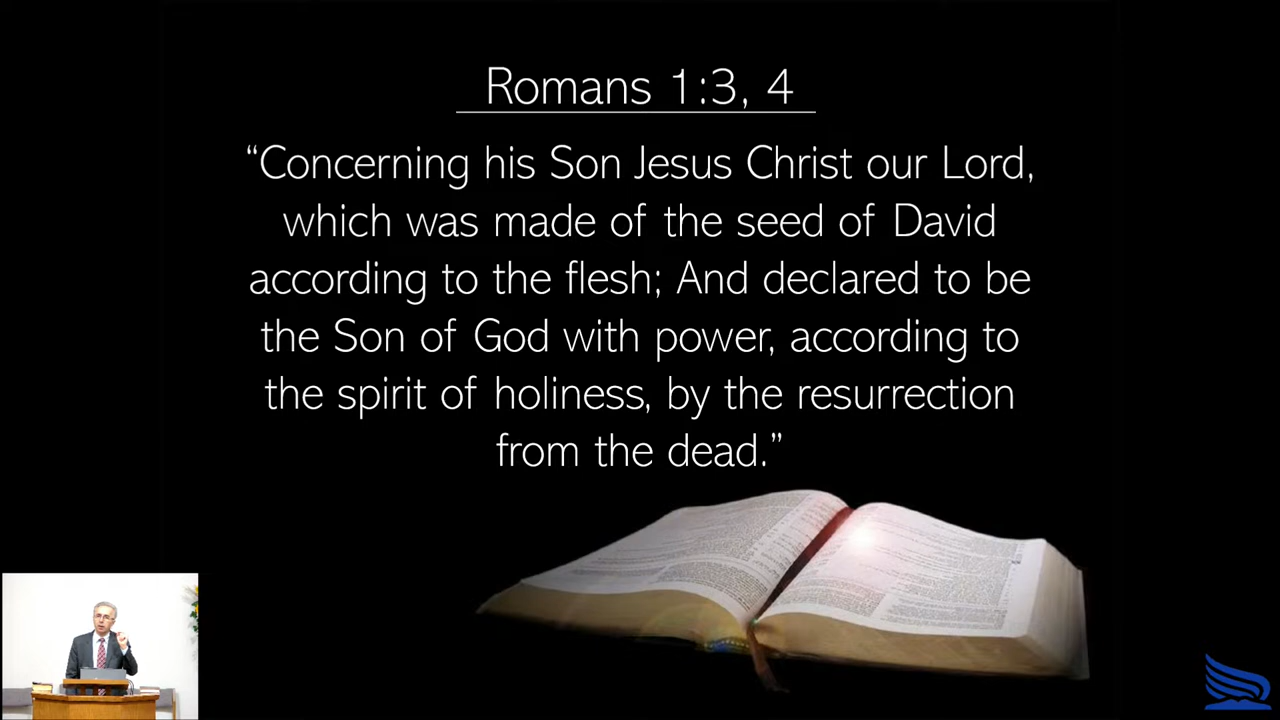 Romans 1:3, 4
“Concerning his Son Jesus Christ our Lord,
which was made of the seed of David
according to the flesh; And declared to be
the Son of God with power, according to
the spirit of holiness, by the resurrection
from the dead.”